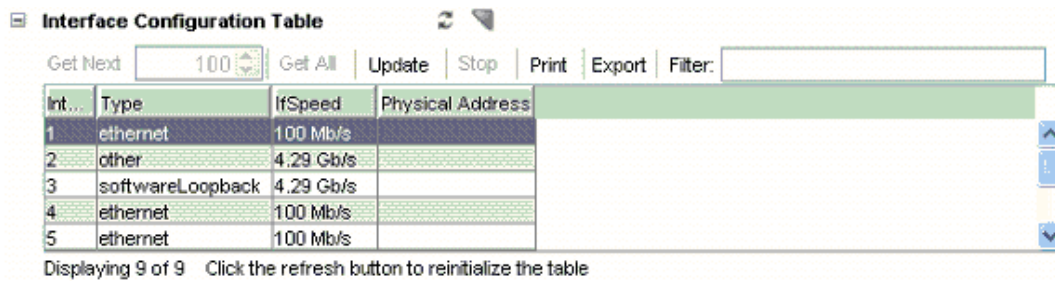 Interface Configuration Table
Get Next 100 Get All Update Stop Print Export Filter:
Int... Type IfSpeed Physical Address
1 ethernet 100 Mb/s
2 other 4.29 Gb/s
3 softwareLoopback 4.29 Gb/s
4 ethernet 100 Mb/s
5 ethernet 100 Mb/s
Displaying 9 of 9 Click the refresh button to reinitialize the table